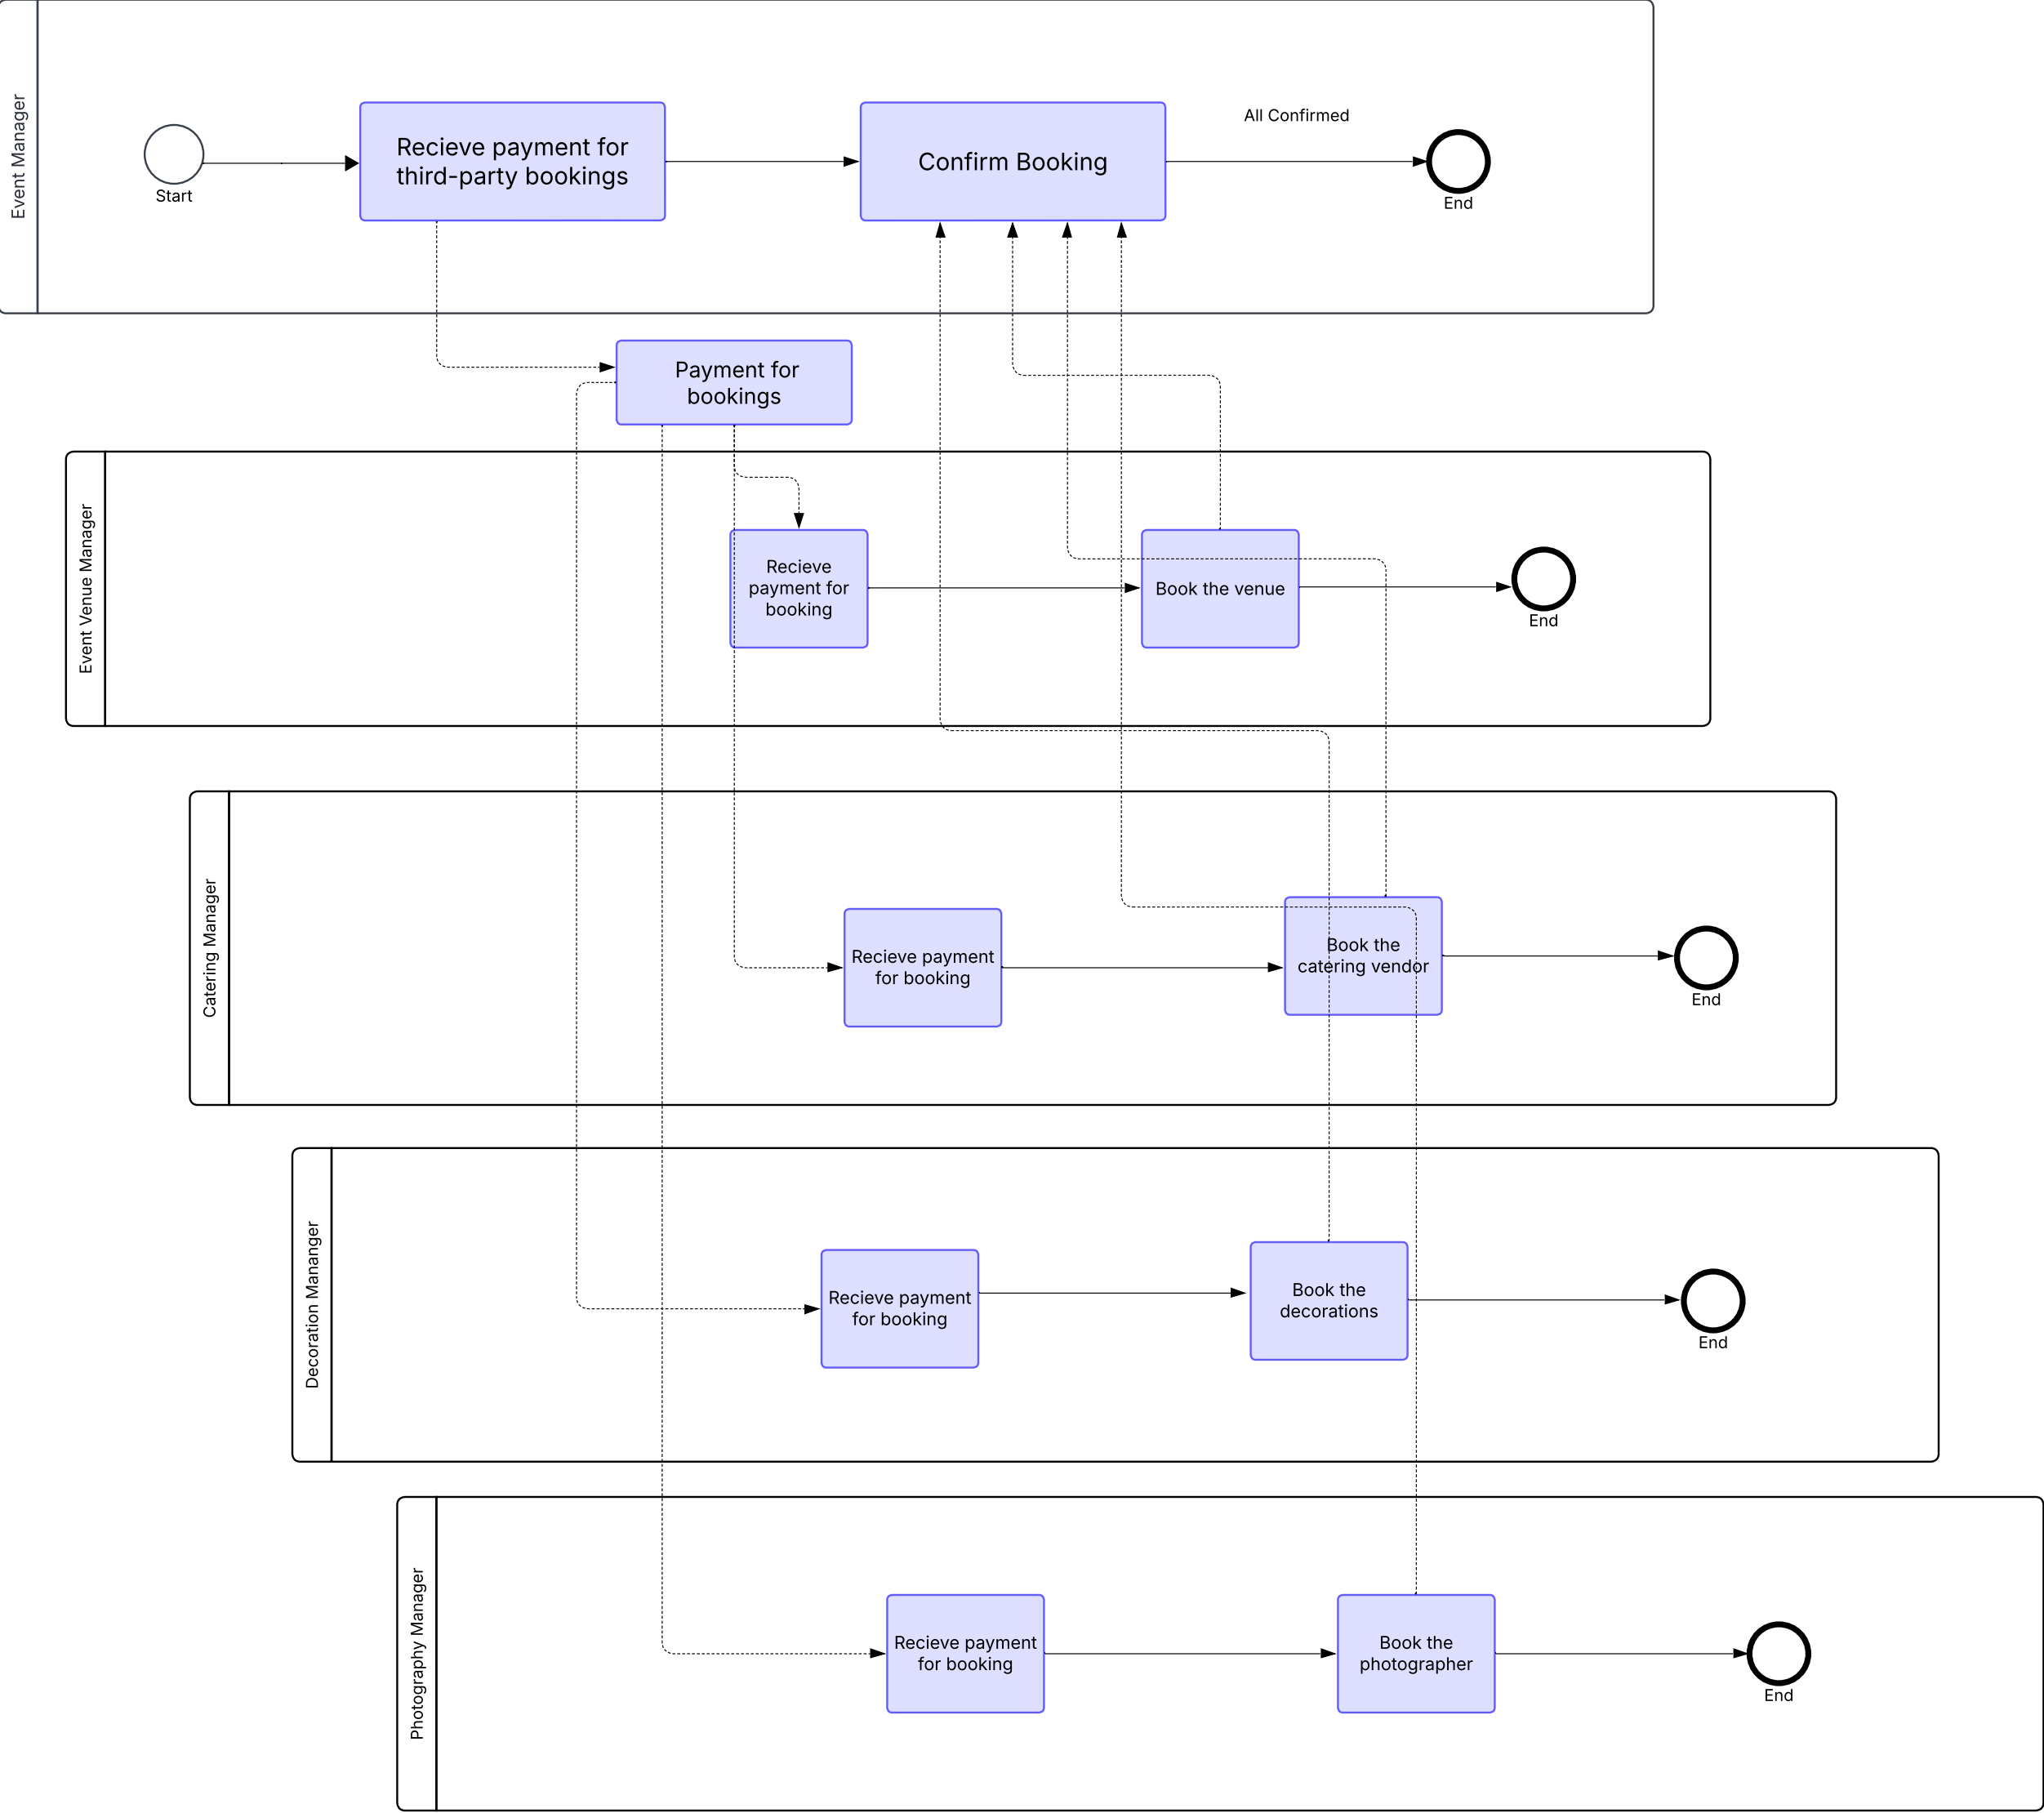 Event Manager
Start
Recieve payment for
third-party bookings
Confirm Booking
All Confirmed
End
Payment for
bookings
Event Venue Manager
Recieve
payment for
booking
Book the venue
End
Catering Manager
Recieve payment
for booking
Book the
catering vendor
End
Decoration Mananger
Recieve payment
for booking
Book the
decorations
End
Photography Manager
Recieve payment
for booking
Book the
photographer
End